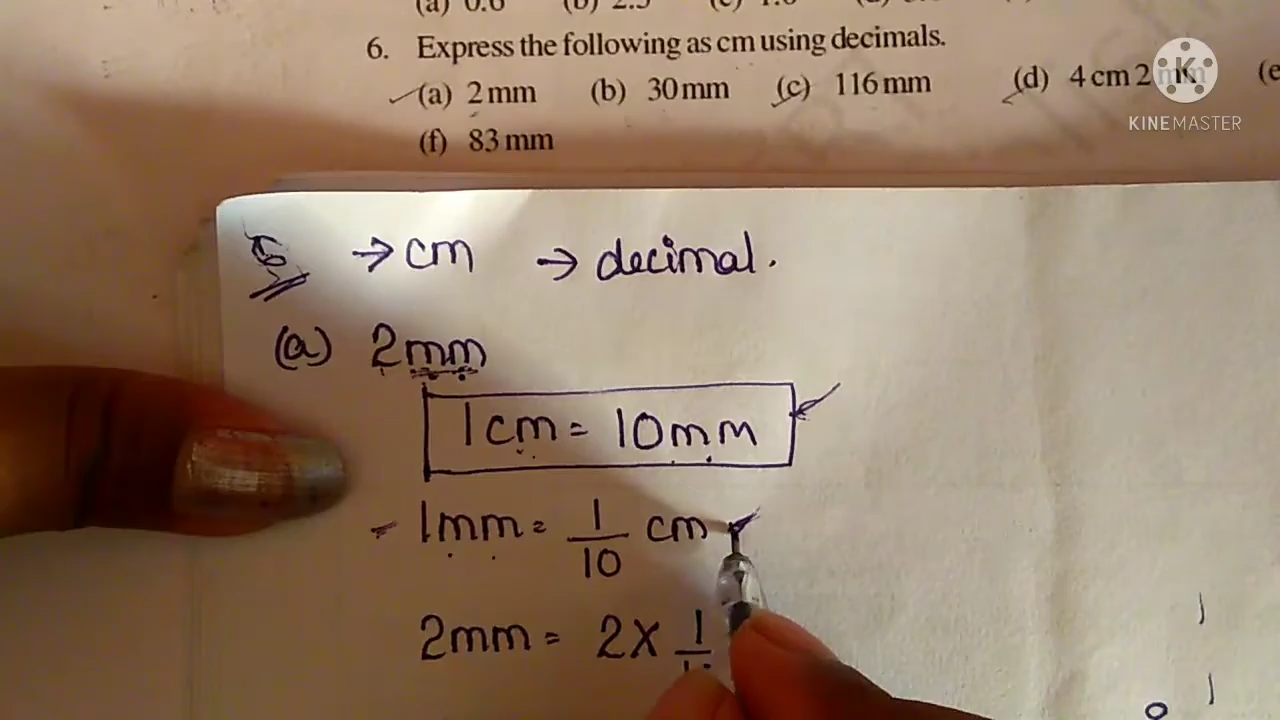 6. Express the following as cm using decimals.
(a) 2 mm (b) 30 mm (c) 116 mm (d) 4 cm 2 mm (e
(f) 83 mm
KINEMASTER
→ cm → decimal.
(a) 2mm
1cm = 10mm
1mm = 1/10 cm
2mm = 2 x 1